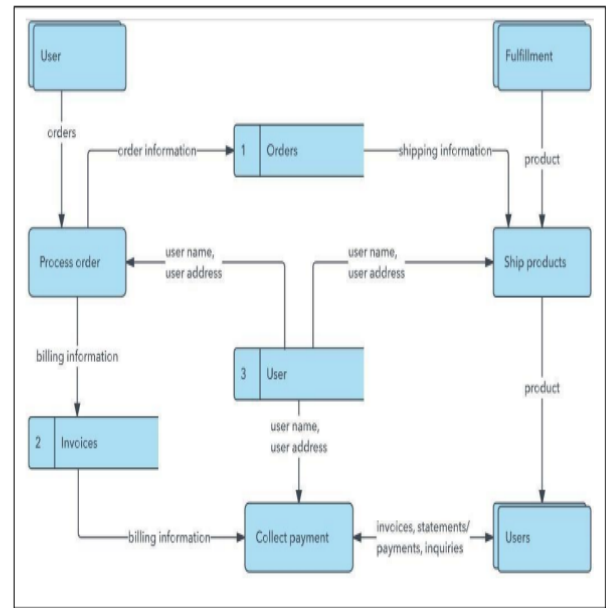 User
Fulfillment
orders
order information
1 Orders
shipping information
product
Process order
user name,
user address
user name,
user address
Ship products
billing information
3 User
product
2 Invoices
user name,
user address
billing information
Collect payment
invoices, statements/
payments, inquiries
Users